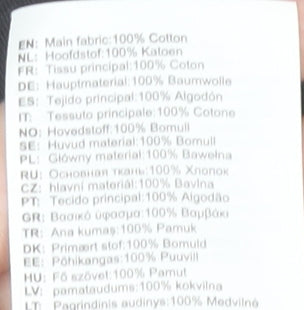 EN: Main fabric:100% Cotton
NL: Hoofdstof:100% Katoen
FR: Tissu principal:100% Coton
DE: Hauptmaterial:100% Baumwolle
ES: Tejido principal:100% Algodón
IT: Tessuto principale:100% Cotone
NO: Hovedstoff:100% Bomull
SE: Huvud material:100% Bomull
PL: Główny materiał:100% Bawełna
RU: Основная ткань:100% Хлопок
CZ: hlavní materiál:100% Bavlna
PT: Tecido principal:100% Algodão
GR: Βασικό ύφασμα:100% Βαμβάκι
TR: Ana kumaş:100% Pamuk
DK: Primært stof:100% Bomuld
EE: Põhikangas:100% Puuvill
HU: Fő szövet:100% Pamut
LV: pamataudums:100% kokvilna
LT: Pagrindinis audinys:100% Medvilnė